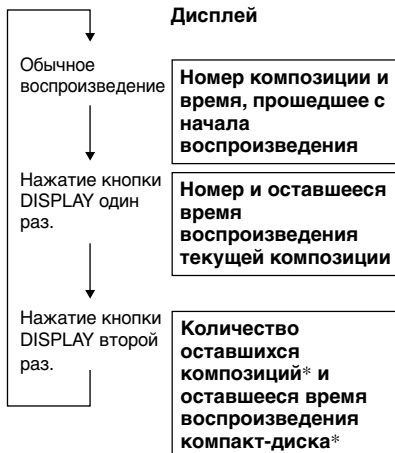 Дисплей
Обычное
воспроизведение
Номер композиции и
время, прошедшее с
начала
воспроизведения
Нажатие кнопки
DISPLAY один
раз.
Номер и оставшееся
время
воспроизведения
текущей композиции
Нажатие кнопки
DISPLAY второй
раз.
Количество
оставшихся
композиций* и
оставшееся время
воспроизведения
компакт-диска*